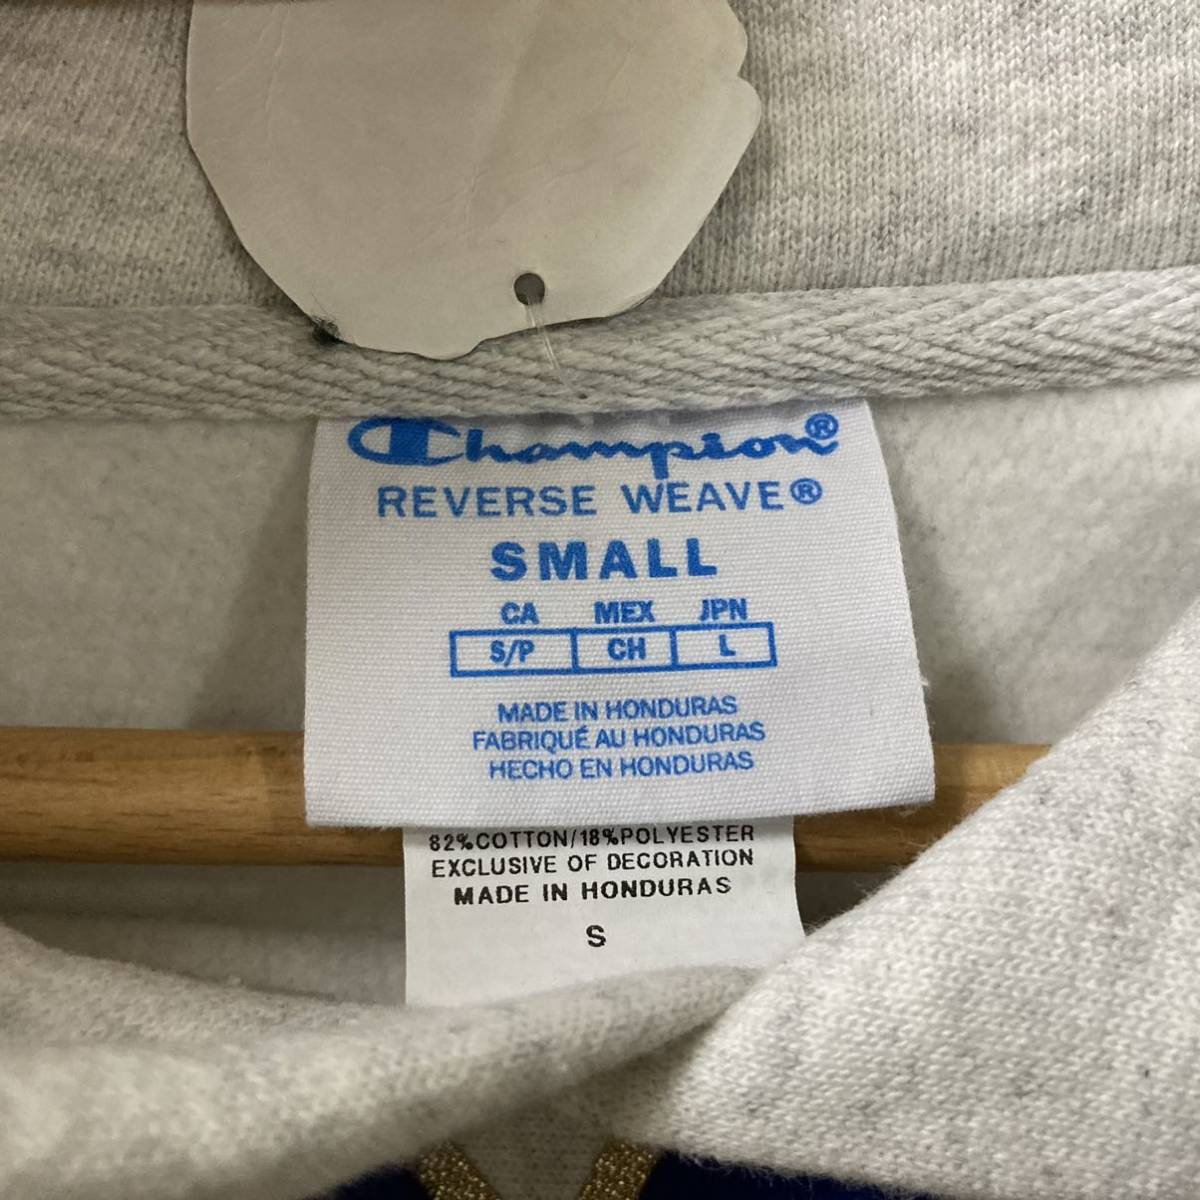 Champion®
REVERSE WEAVE®
SMALL
CA MEX JPN
S/P CH L
MADE IN HONDURAS
FABRIQUÉ AU HONDURAS
HECHO EN HONDURAS
82%COTTON/18%POLYESTER
EXCLUSIVE OF DECORATION
MADE IN HONDURAS
S